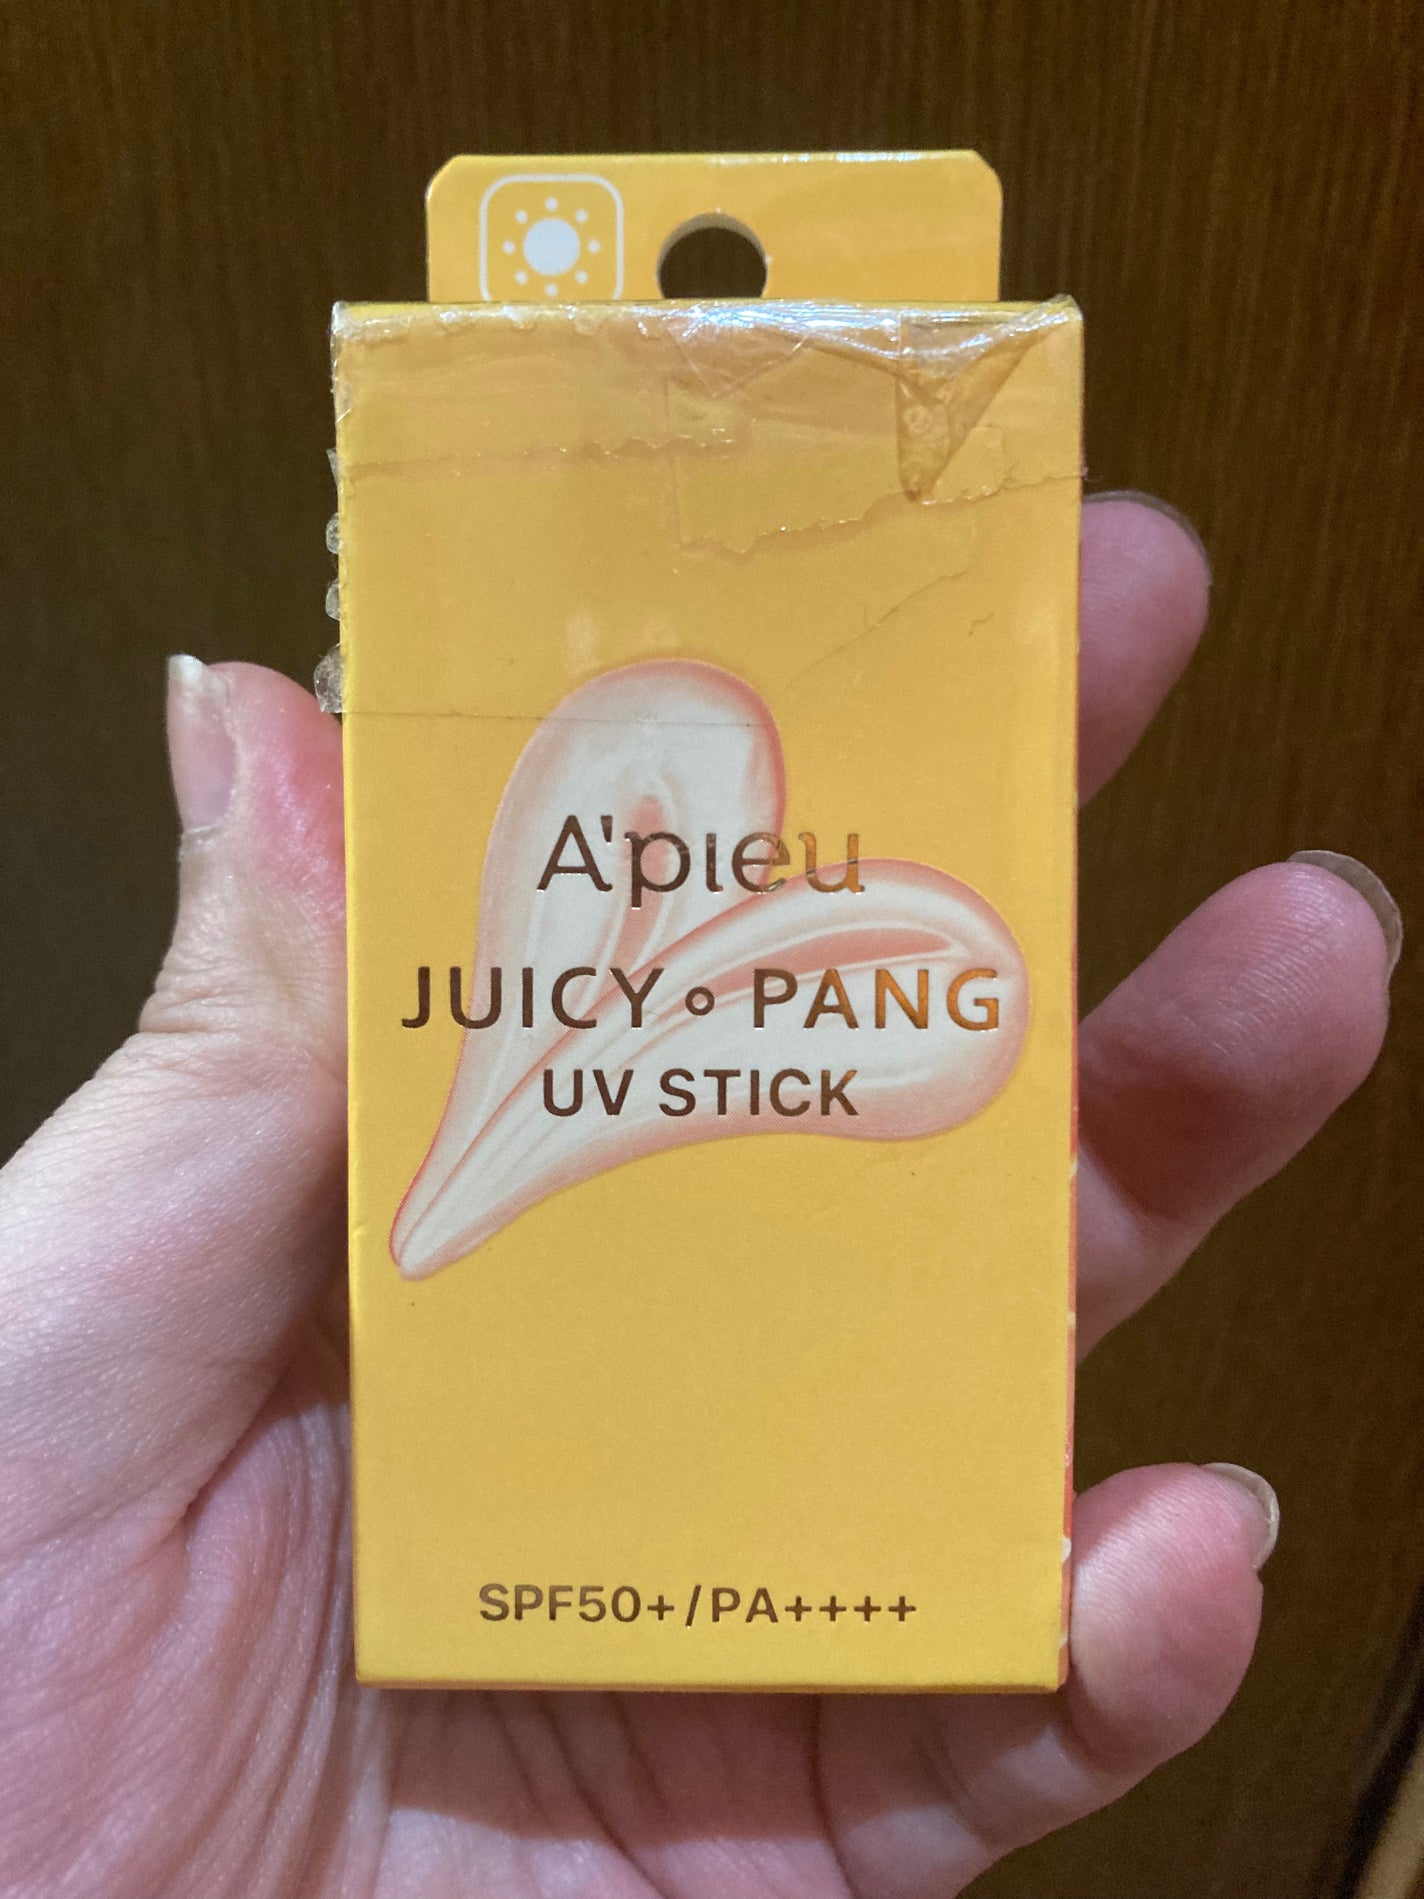 A'pieu
JUICY∘PANG
UV STICK
SPF50+/PA++++